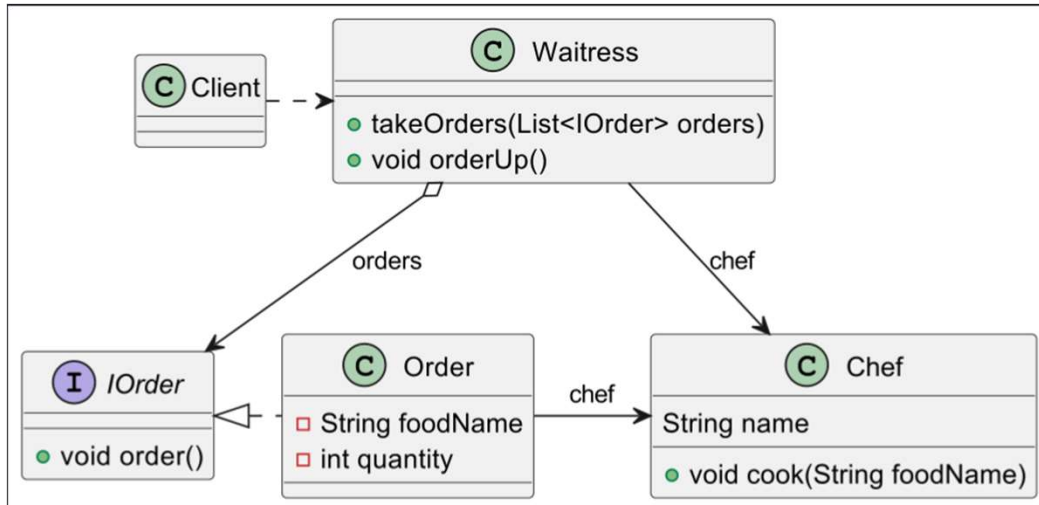 C Client
C Waitress
takeOrders(List<IOrder> orders)
void orderUp()
orders
chef
I IOrder
void order()
C Order
String foodName
int quantity
chef
C Chef
String name
void cook(String foodName)